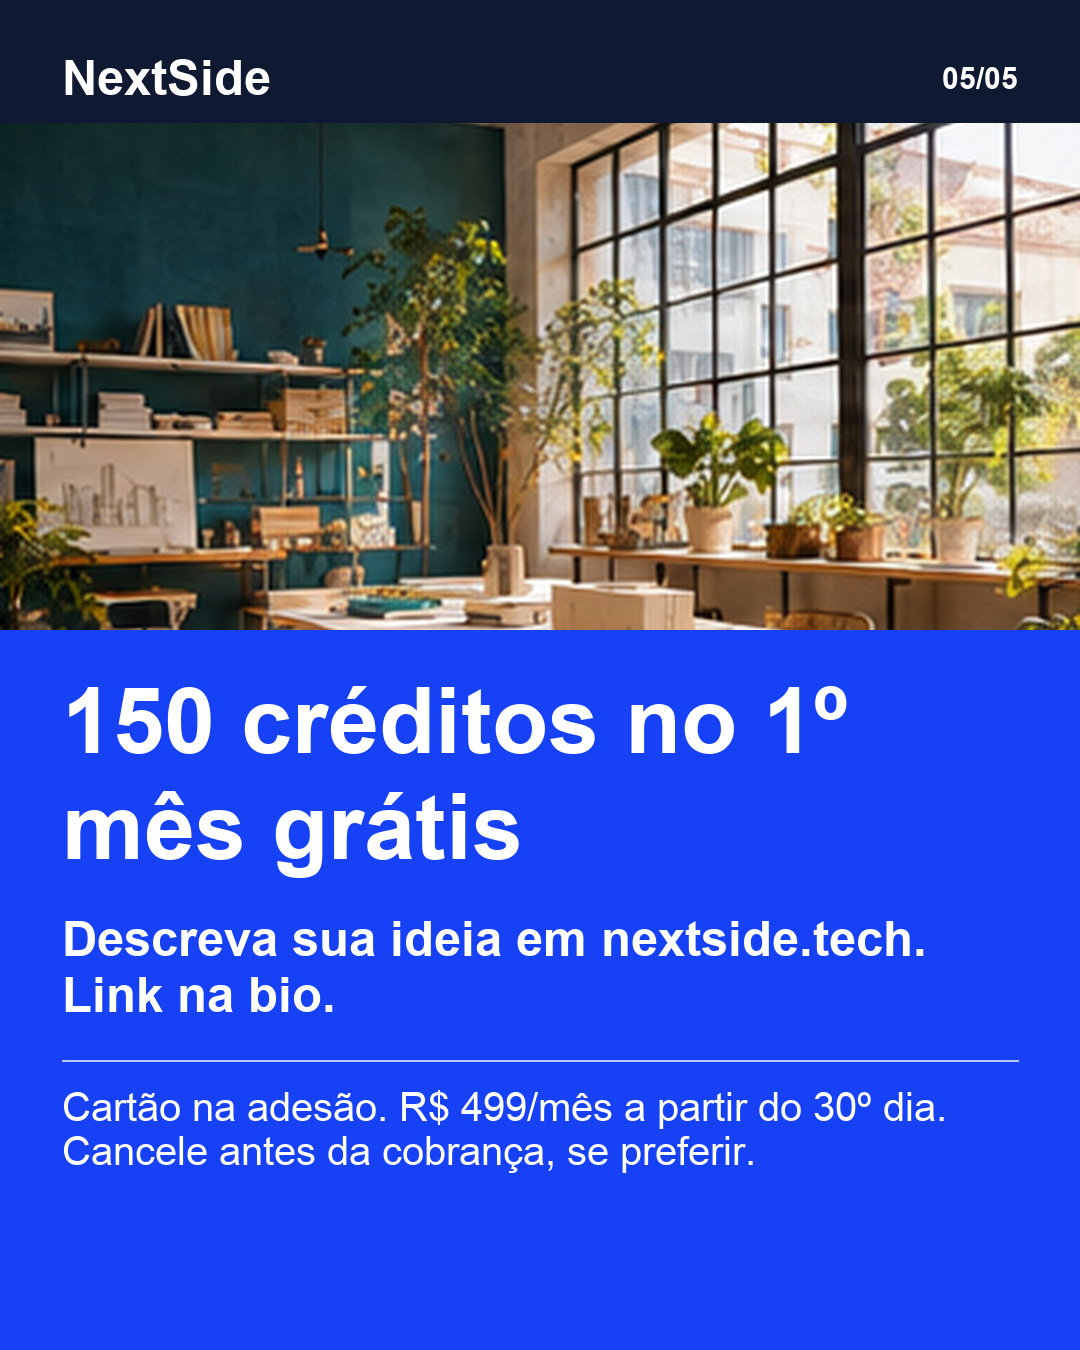 NextSide
05/05
150 créditos no 1º
mês grátis
Descreva sua ideia em nextside.tech.
Link na bio.
Cartão na adesão. R$ 499/mês a partir do 30º dia.
Cancele antes da cobrança, se preferir.